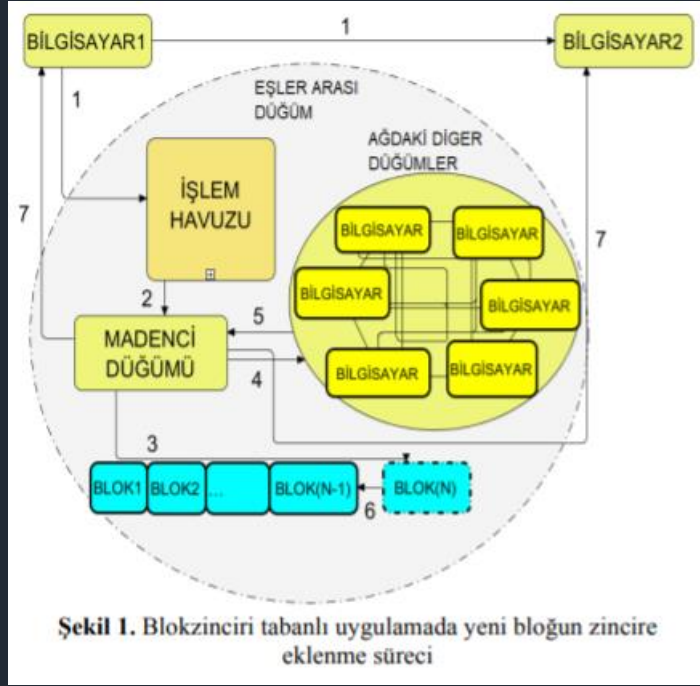 1
BİLGİSAYAR1
BİLGİSAYAR2
1
EŞLER ARASI
DÜĞÜM
AĞDAKİ DİGER
DÜĞÜMLER
İŞLEM
HAVUZU
BİLGİSAYAR
BİLGİSAYAR
7
7
BİLGİSAYAR
BİLGİSAYAR
2
5
MADENCİ
DÜĞÜMÜ
4
BİLGİSAYAR
BİLGİSAYAR
3
BLOK1
BLOK2
...
BLOK(N-1)
BLOK(N)
6
Şekil 1. Blokzinciri tabanlı uygulamada yeni bloğun zincire
eklenme süreci